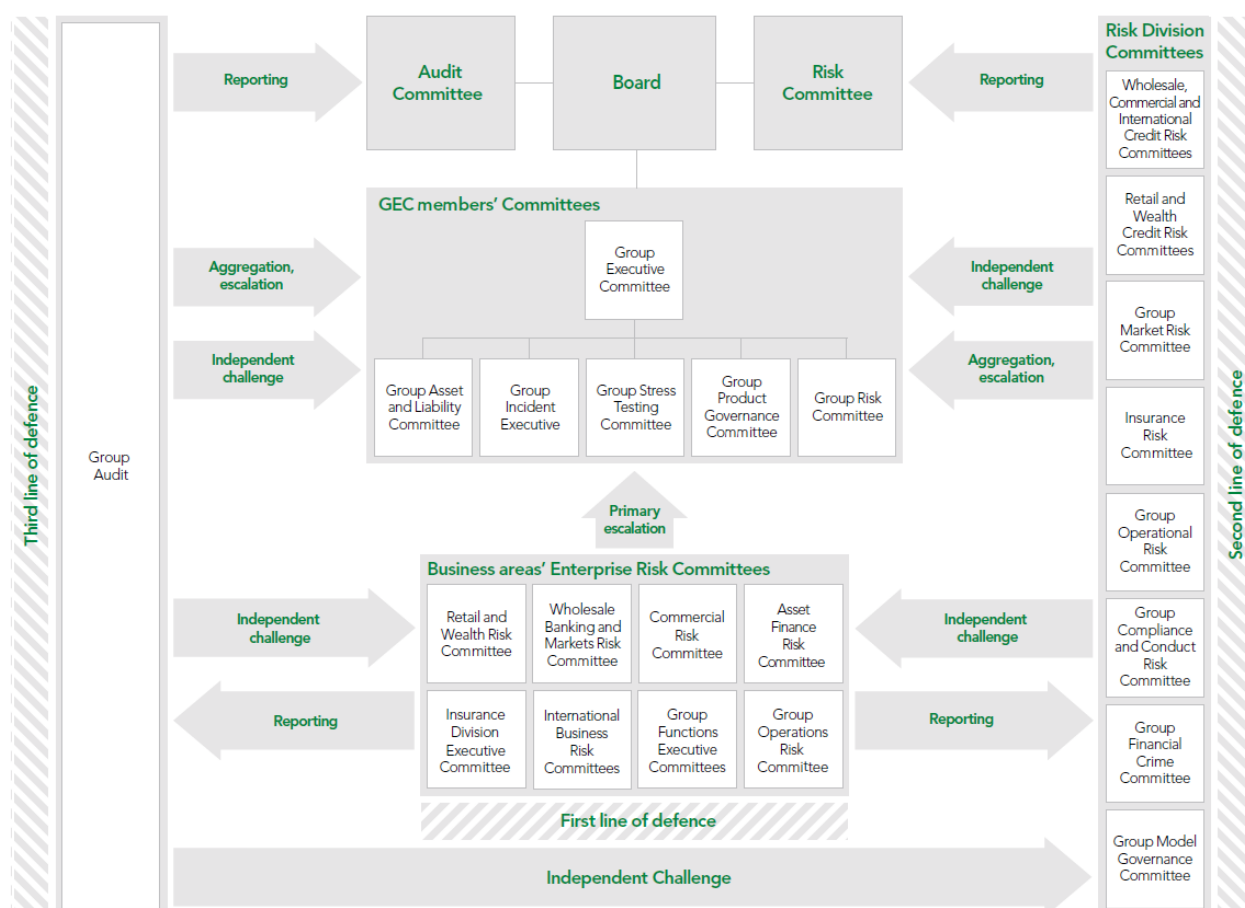 Third line of defence
Group
Audit
Reporting
Audit
Committee
Board
Risk
Committee
Reporting
GEC members' Committees
Group
Executive
Committee
Group Asset
and Liability
Committee
Group
Incident
Executive
Group Stress
Testing
Committee
Group
Product
Governance
Committee
Group Risk
Committee
Aggregation,
escalation
Independent
challenge
Independent
challenge
Aggregation,
escalation
Primary
escalation
Business areas' Enterprise Risk Committees
Retail and
Wealth Risk
Committee
Wholesale
Banking and
Markets Risk
Committee
Commercial
Risk
Committee
Asset
Finance
Risk
Committee
Insurance
Division
Executive
Committee
International
Business
Risk
Committees
Group
Functions
Executive
Committees
Group
Operations
Risk
Committee
Independent
challenge
Reporting
Independent
challenge
Reporting
First line of defence
Independent Challenge
Risk Division
Committees
Wholesale,
Commercial and
International
Credit Risk
Committees
Retail and
Wealth
Credit Risk
Committees
Group
Market Risk
Committee
Insurance
Risk
Committee
Group
Operational
Risk
Committee
Group
Compliance
and Conduct
Risk
Committee
Group
Financial
Crime
Committee
Group Model
Governance
Committee
Second line of defence